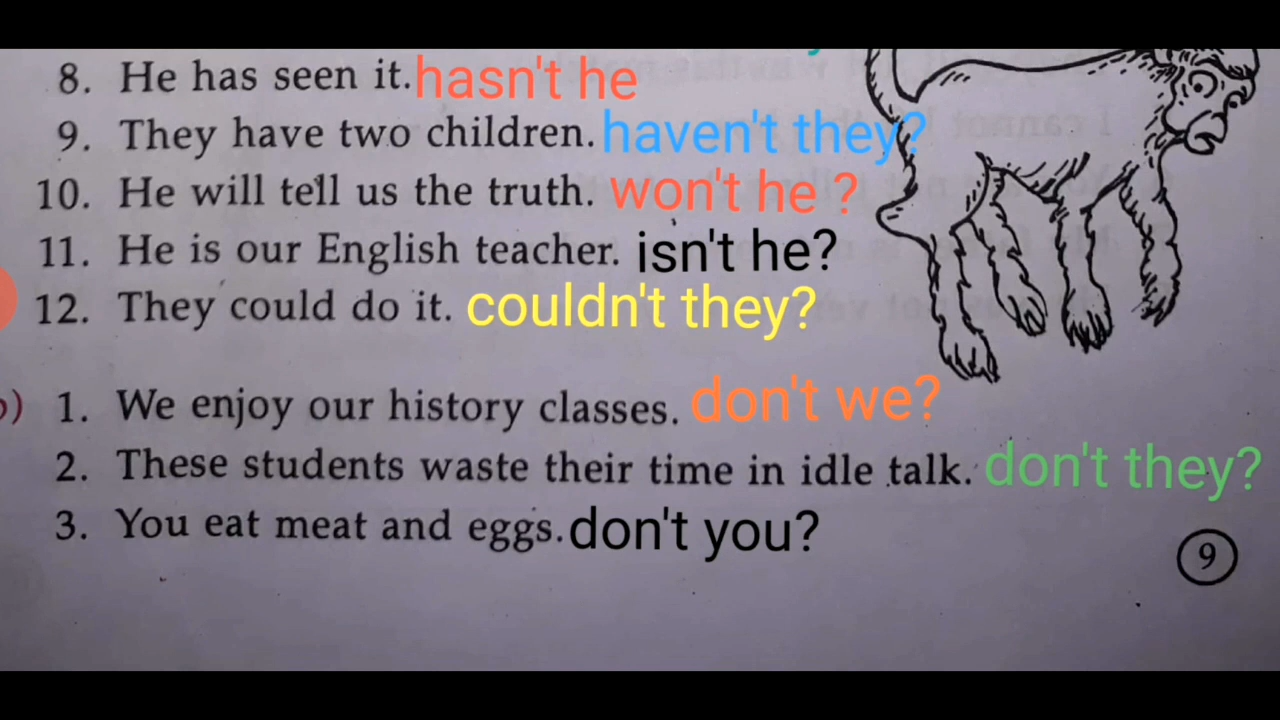 8. He has seen it. hasn't he
9. They have two children. haven't they?
10. He will tell us the truth. won't he ?
11. He is our English teacher. isn't he?
12. They could do it. couldn't they?
) 1. We enjoy our history classes. don't we?
2. These students waste their time in idle talk. don't they?
3. You eat meat and eggs. don't you?
9